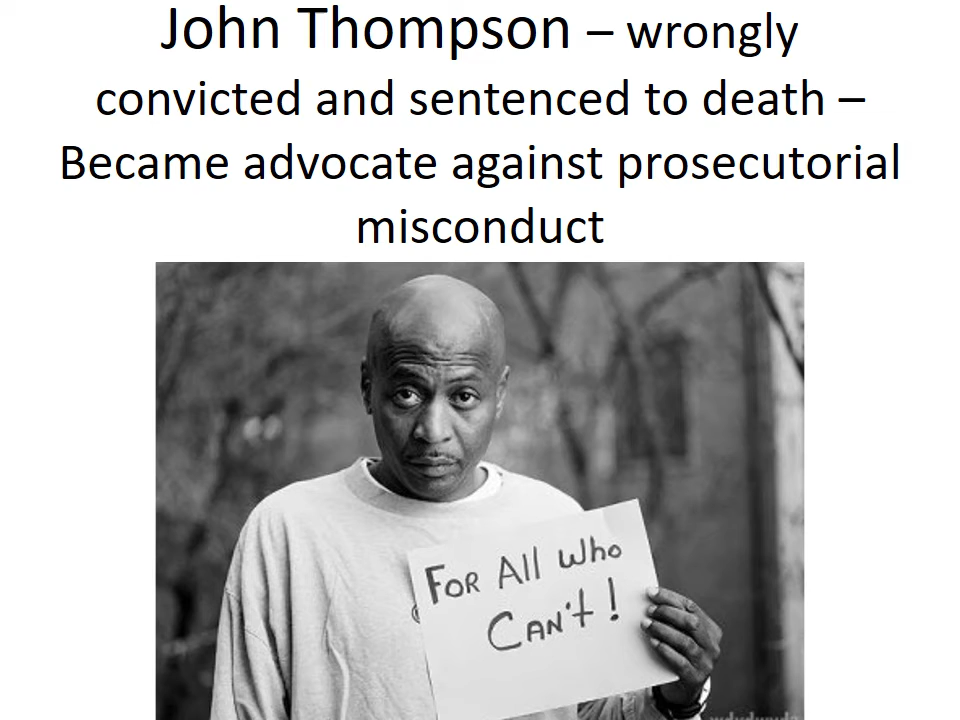 John Thompson – wrongly
convicted and sentenced to death –
Became advocate against prosecutorial
misconduct
FOR All Who
CAN'T !